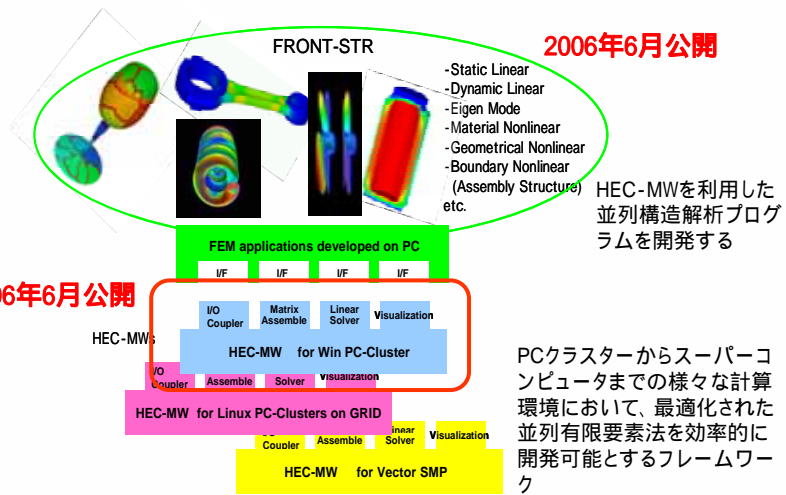 FRONT-STR
2006年6月公開
-Static Linear
-Dynamic Linear
-Eigen Mode
-Material Nonlinear
-Geometrical Nonlinear
-Boundary Nonlinear
(Assembly Structure)
etc.
HEC-MWを利用した
並列構造解析プログ
ラムを開発する
FEM applications developed on PC
I/F I/F I/F I/F
06年6月公開
HEC-MWs
I/O Coupler
Matrix Assemble
Linear Solver
Visualization
HEC-MW for Win PC-Cluster
I/O Coupler
Assemble
Solver
Visualization
HEC-MW for Linux PC-Clusters on GRID
Coupler
Assemble
Linear Solver
Visualization
HEC-MW for Vector SMP
PCクラスターからスーパーコ
ンピュータまでの様々な計算
環境において、最適化された
並列有限要素法を効率的に
開発可能とするフレームワー
ク